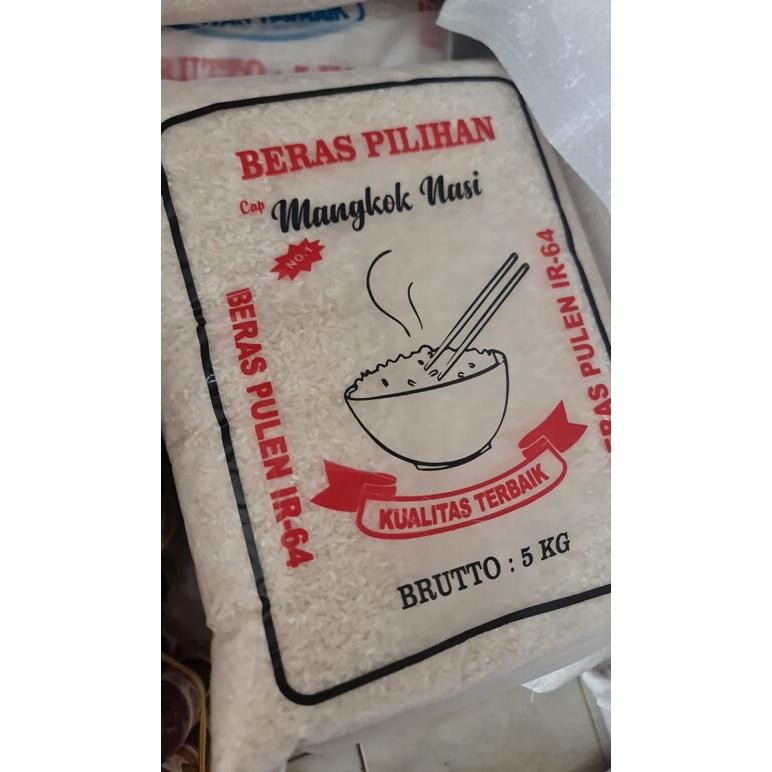 BRUTTO :
BERAS PILIHAN
Cap Mangkok Nasi
NO.1
BERAS PULEN IR-64
BERAS PULEN IR-64
KUALITAS TERBAIK
BRUTTO : 5 KG